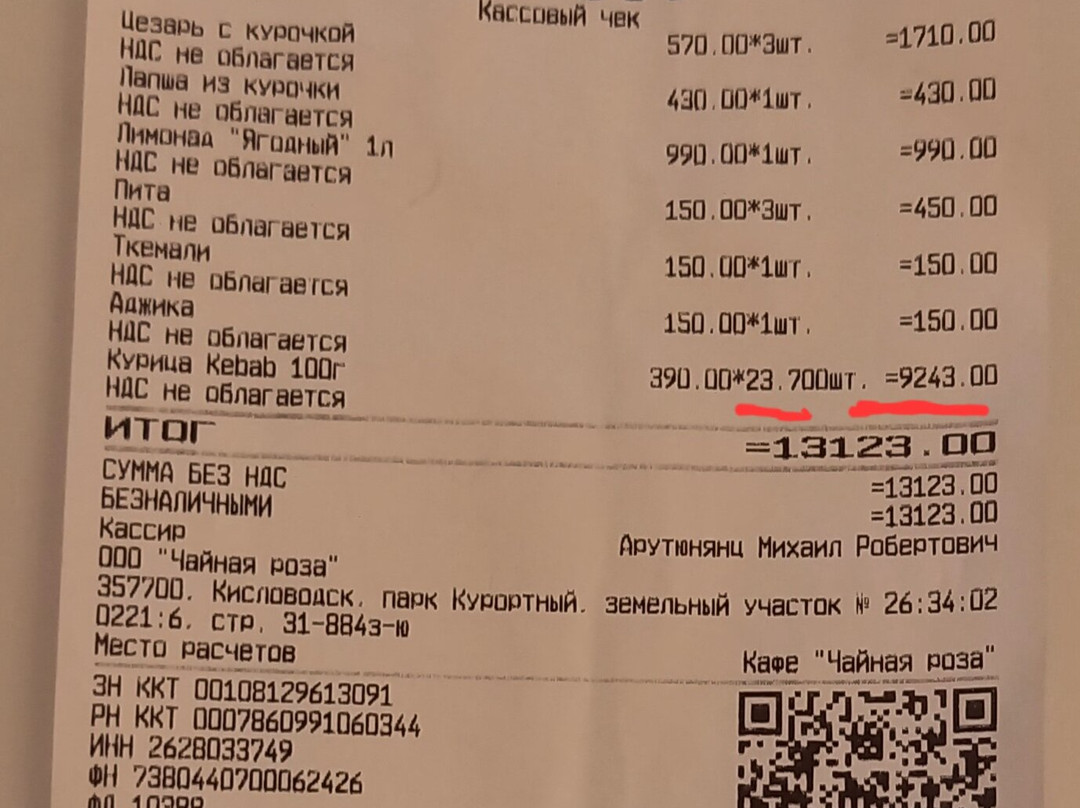 Кассовый чек
Цезарь с курочкой 570.00*3шт. =1710.00
НДС не облагается
Лапша из курочки 430.00*1шт. =430.00
НДС не облагается
Лимонад "Ягодный" 1л 990.00*1шт. =990.00
НДС не облагается
Пита 150.00*3шт. =450.00
НДС не облагается
Ткемали 150.00*1шт. =150.00
НДС не облагается
Аджика 150.00*1шт. =150.00
НДС не облагается
Курица Kebab 100г 390.00*23.700шт. =9243.00
НДС не облагается
ИТОГ =13123.00
СУММА БЕЗ НДС =13123.00
БЕЗНАЛИЧНЫМИ =13123.00
Кассир Арутюнянц Михаил Робертович
ООО "Чайная роза"
357700, Кисловодск, парк Курортный, земельный участок № 26:34:02
0221:6, стр. 31-884з-ю
Место расчетов Кафе "Чайная роза"
ЗН ККТ 00108129613091
РН ККТ 0007860991060344
ИНН 2628033749
ФН 7380440700062426
ФД 10388